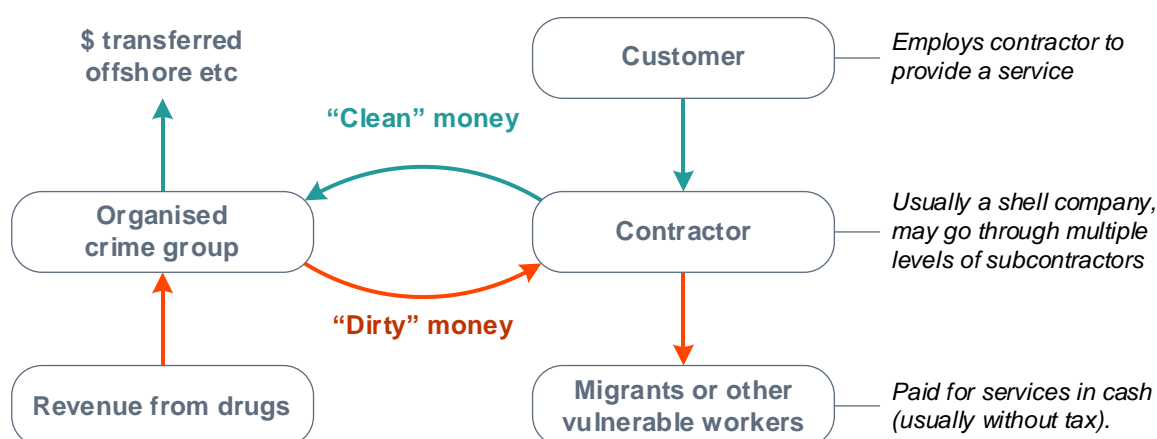 $ transferred
offshore etc
Customer
Employs contractor to
provide a service
“Clean” money
Organised
crime group
Contractor
Usually a shell company,
may go through multiple
levels of subcontractors
“Dirty” money
Revenue from drugs
Migrants or other
vulnerable workers
Paid for services in cash
(usually without tax).